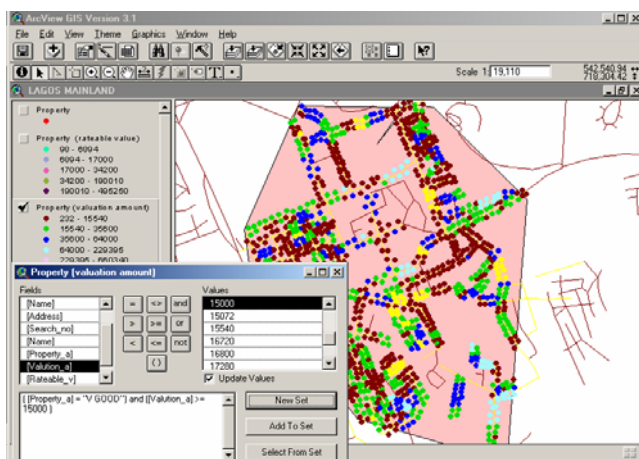 ArcView GIS Version 3.1
File Edit View Theme Graphics Window Help
Scale 1: 19,110
542,540.94
718,304.42
LAGOS MAINLAND
Property
Property (rateable value)
90 - 6094
6094 - 17000
17000 - 34200
34200 - 190010
190010 - 495250
Property (valuation amount)
232 - 15540
15540 - 35600
35600 - 64000
64000 - 229395
229395 - 660340
Property (valuation amount)
Fields
[Name]
[Address]
[Search_no]
[Name]
[Property_a]
[Valution_a]
[Rateable_v]
= <> and
> >= or
< <= not
( )
Values
15000
15072
15540
16720
16800
17280
Update Values
( [Property_a] = "V GOOD") and ([Valution_a] >=
15000 )
New Set
Add To Set
Select From Set